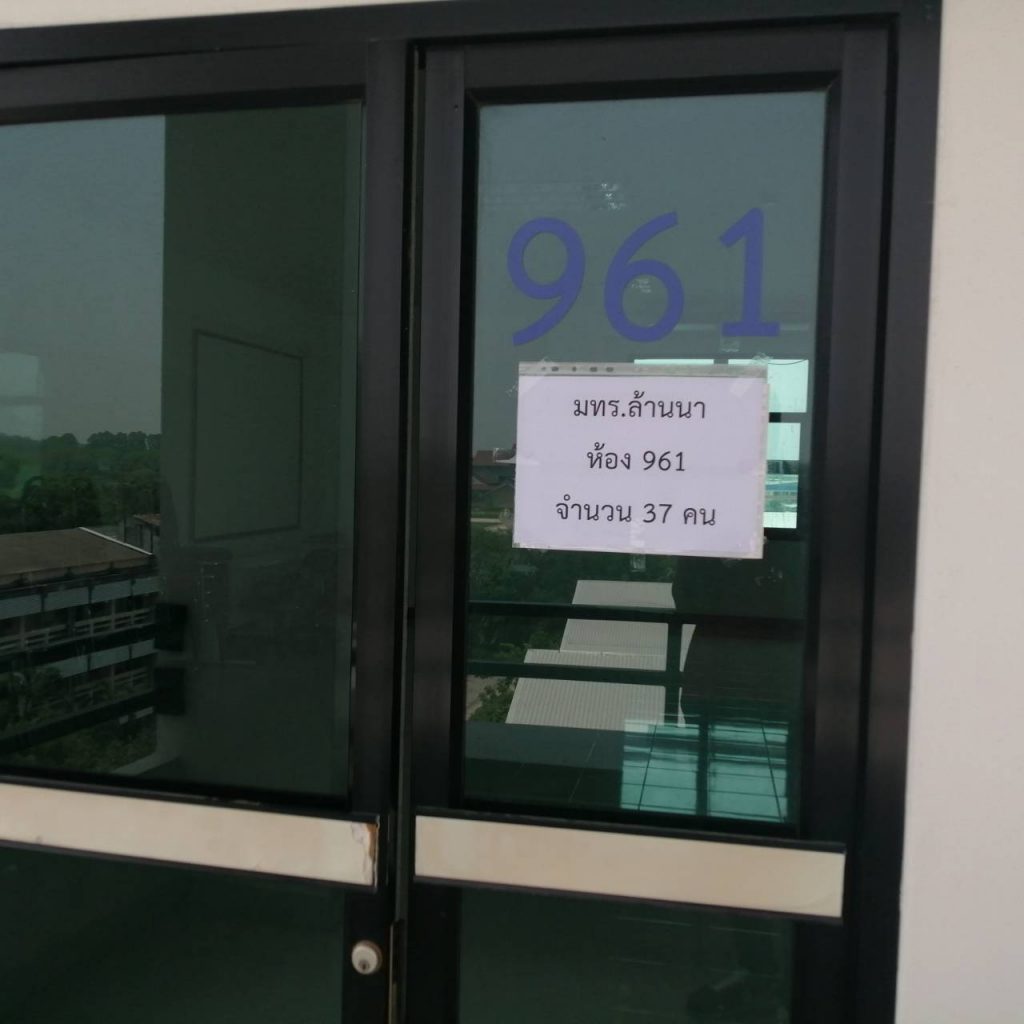 961
มทร.ล้านนา
ห้อง 961
จำนวน 37 คน